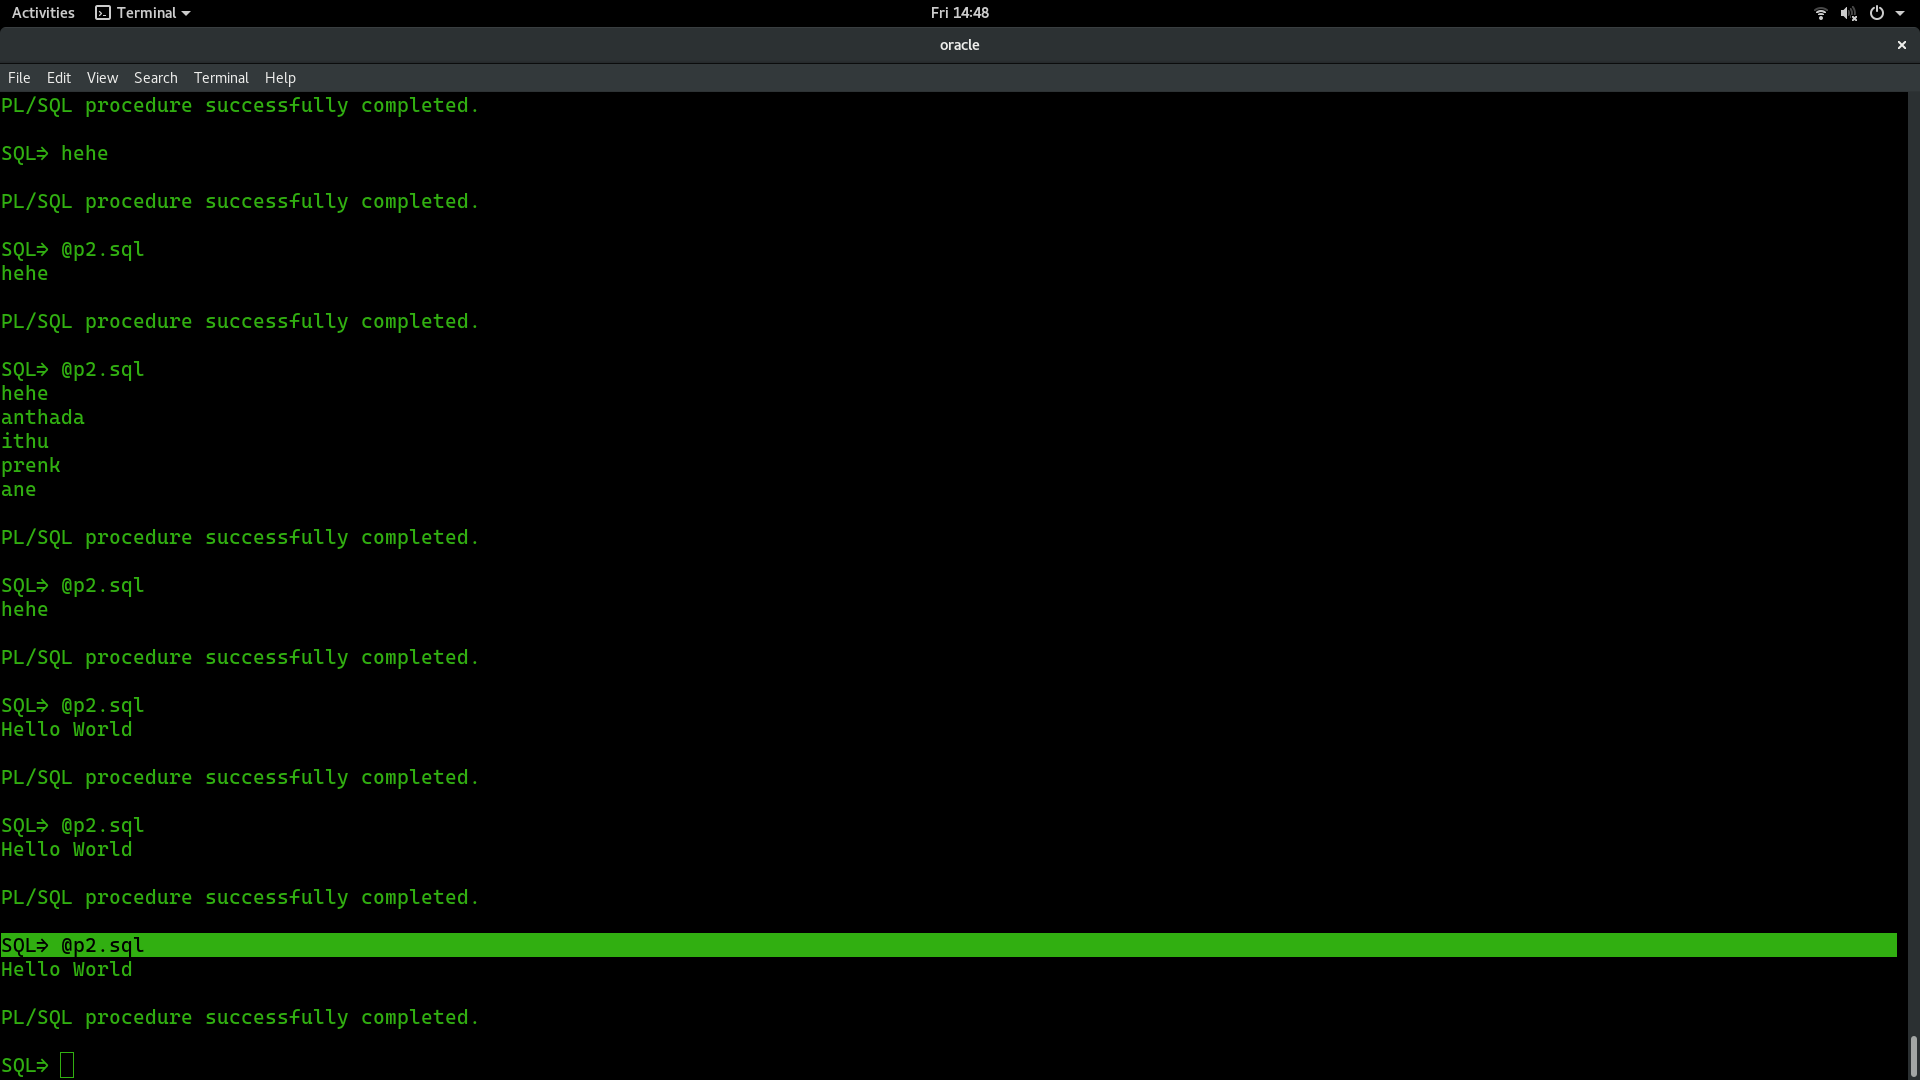 Activities Terminal Fri 14:48
oracle
File Edit View Search Terminal Help
PL/SQL procedure successfully completed.
SQL> hehe
PL/SQL procedure successfully completed.
SQL> @p2.sql
hehe
PL/SQL procedure successfully completed.
SQL> @p2.sql
hehe
anthada
ithu
prenk
ane
PL/SQL procedure successfully completed.
SQL> @p2.sql
hehe
PL/SQL procedure successfully completed.
SQL> @p2.sql
Hello World
PL/SQL procedure successfully completed.
SQL> @p2.sql
Hello World
PL/SQL procedure successfully completed.
SQL> @p2.sql
Hello World
PL/SQL procedure successfully completed.
SQL>